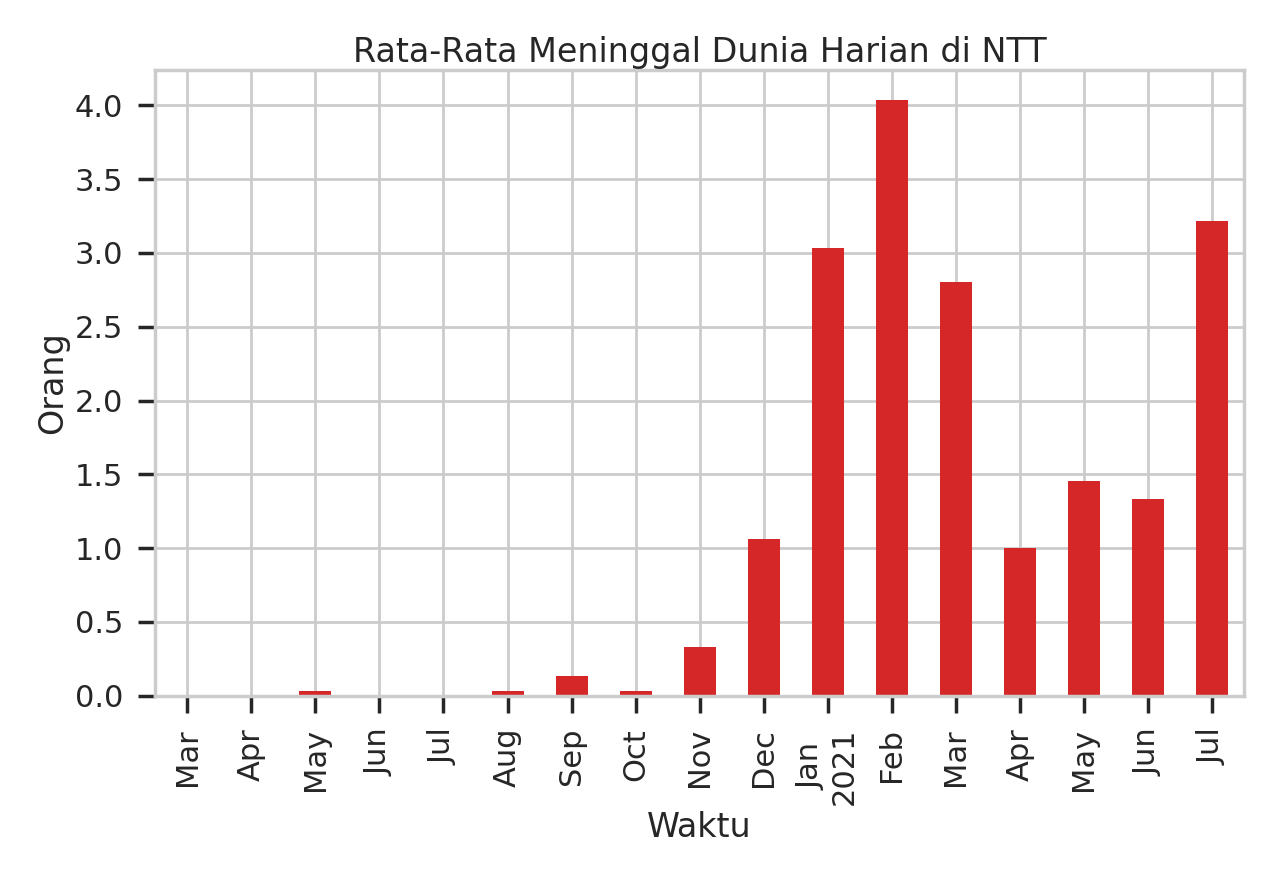 Rata-Rata Meninggal Dunia Harian di NTT
4.0
3.5
3.0
2.5
2.0
1.5
1.0
0.5
0.0
Orang
Mar
Apr
May
Jun
Jul
Aug
Sep
Oct
Nov
Dec
Jan
2021
Feb
Mar
Apr
May
Jun
Jul
Waktu